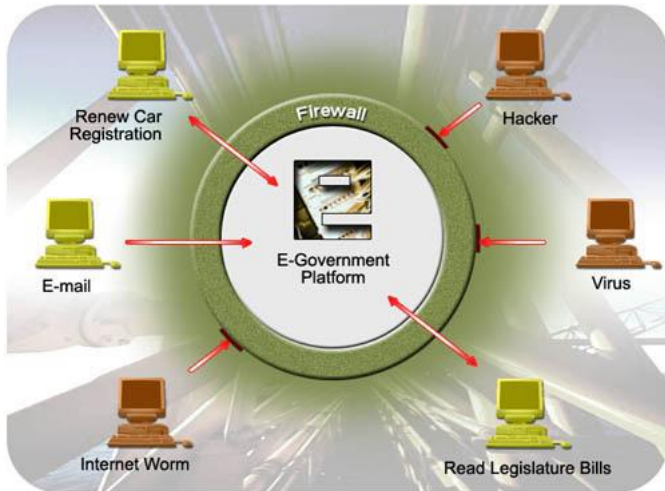 Firewall
Renew Car
Registration
Hacker
E-Government
Platform
E-mail
Virus
Internet Worm
Read Legislature Bills